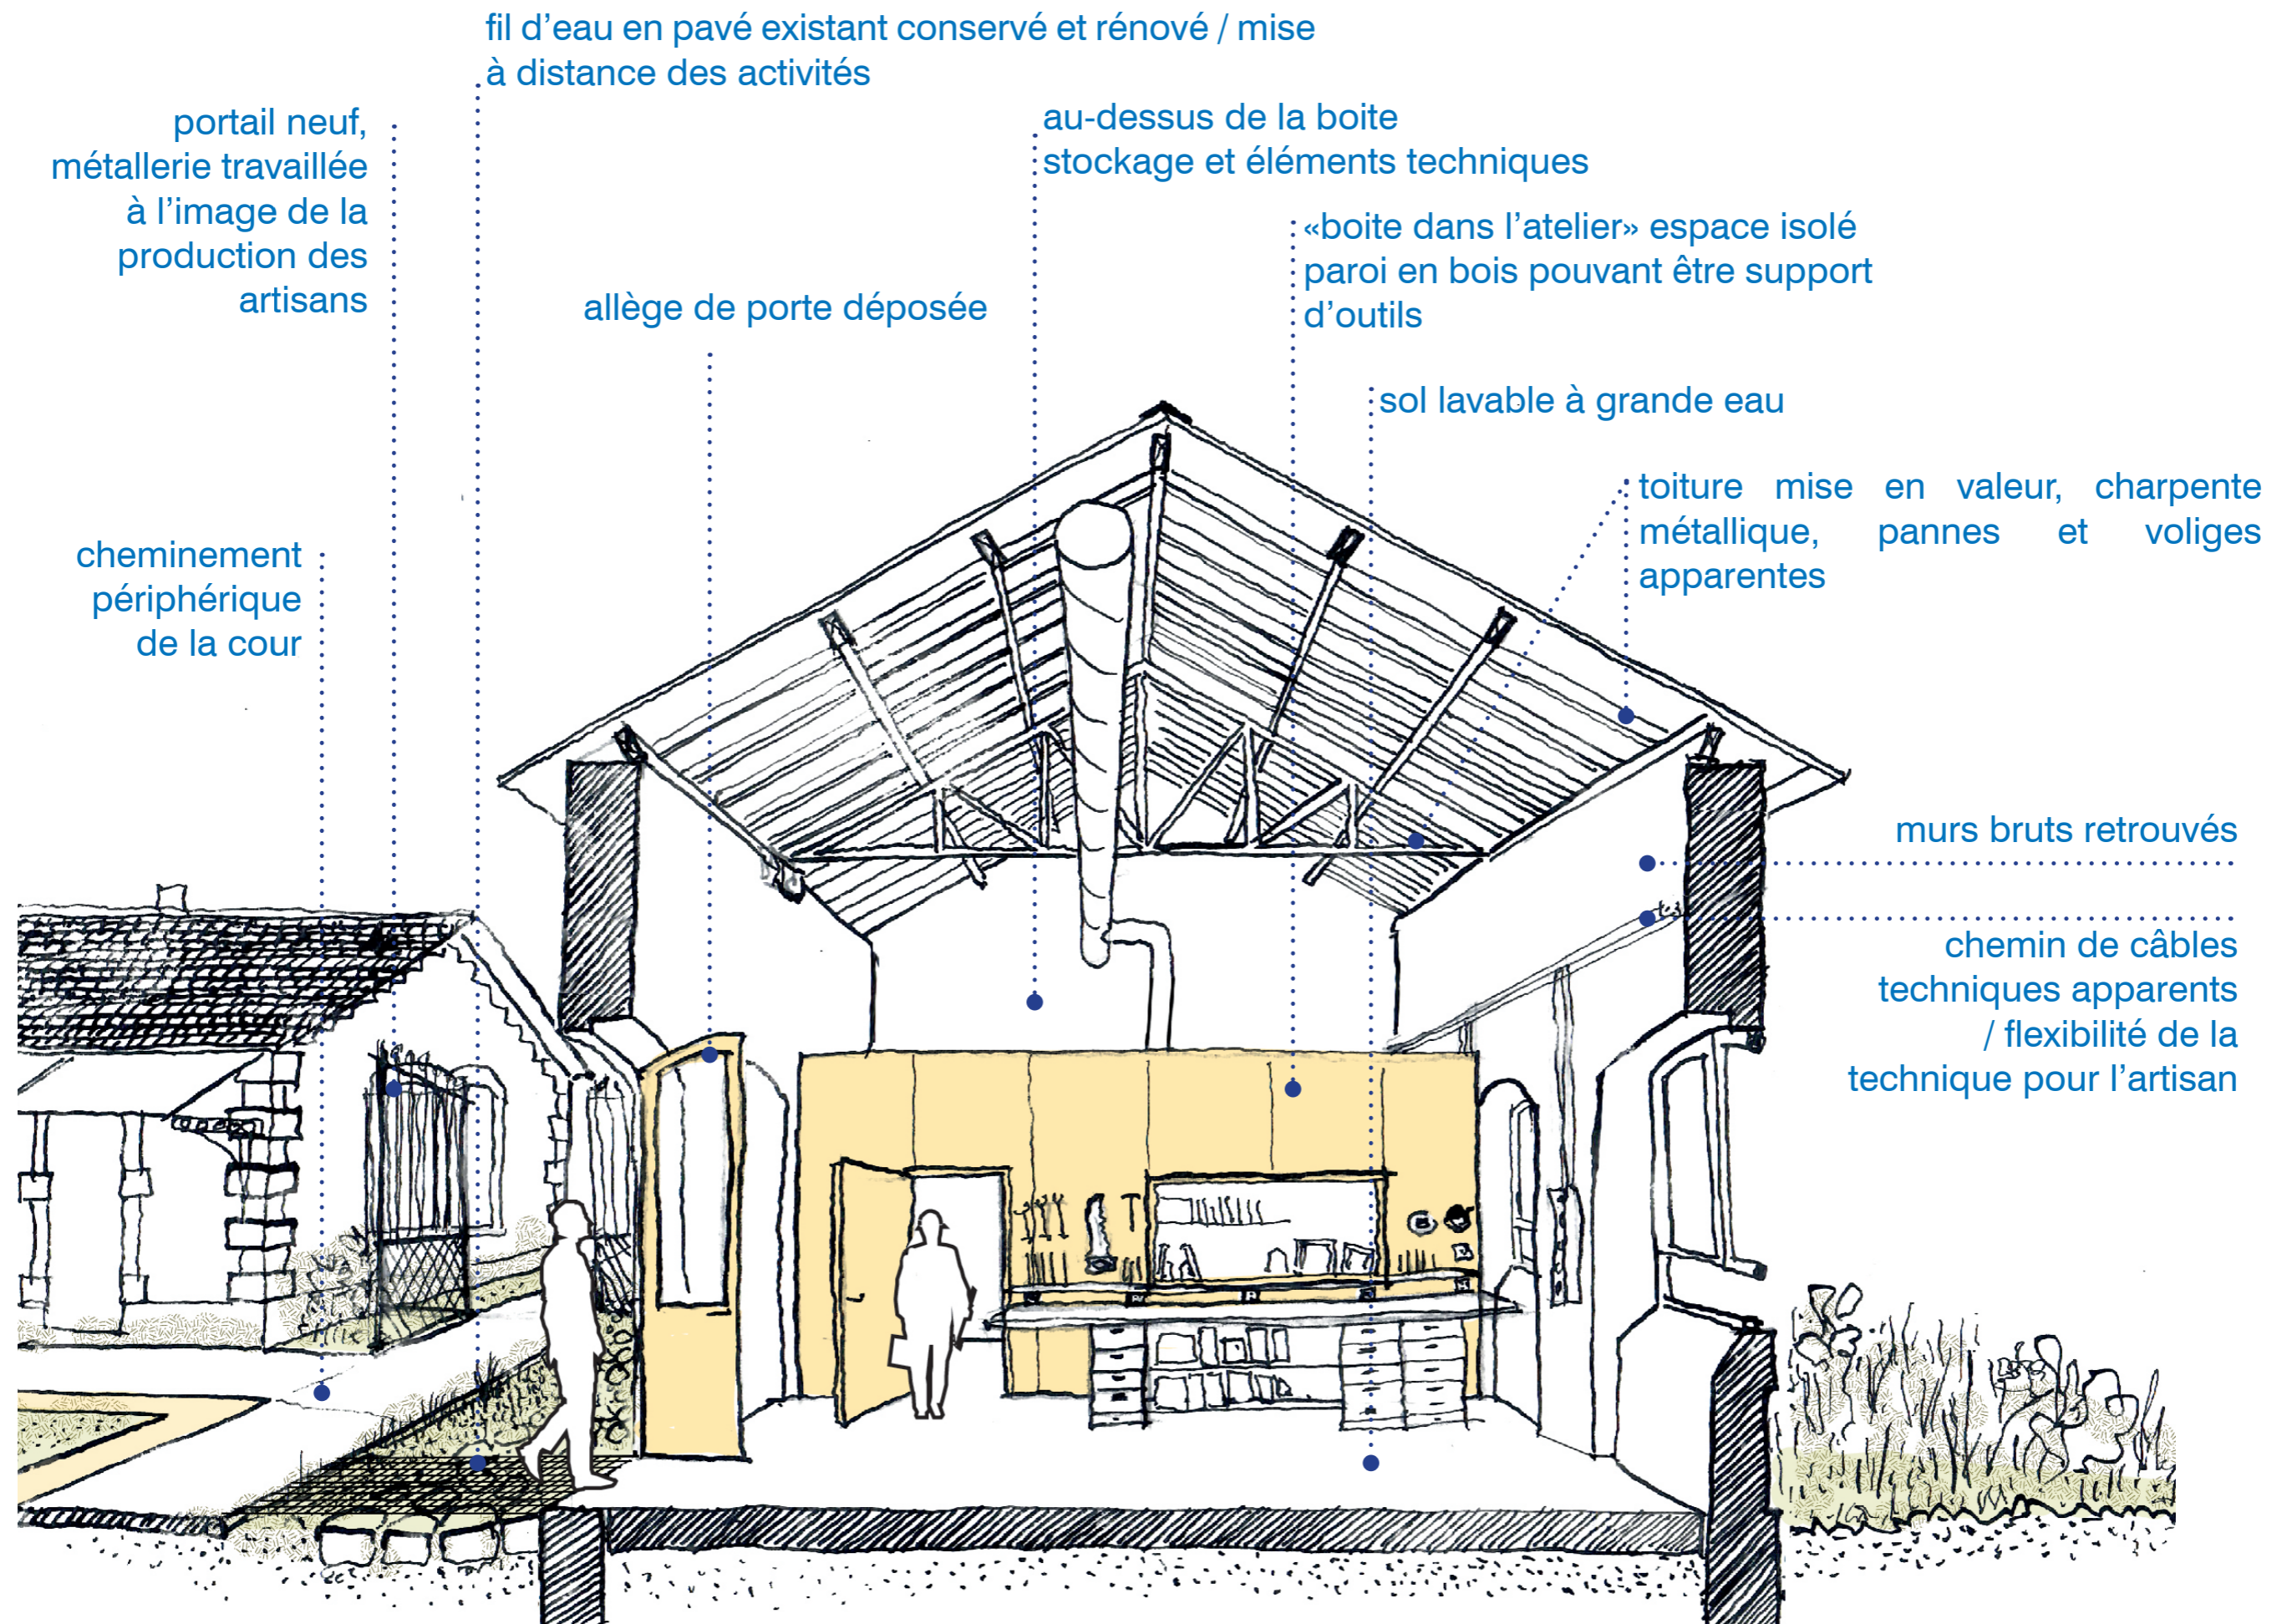 fil d’eau en pavé existant conservé et rénové / mise
à distance des activités
portail neuf,
métallerie travaillée
à l’image de la
production des
artisans
au-dessus de la boite
stockage et éléments techniques
«boite dans l’atelier» espace isolé
paroi en bois pouvant être support
d’outils
allège de porte déposée
sol lavable à grande eau
toiture mise en valeur, charpente
métallique, pannes et voliges
apparentes
cheminement
périphérique
de la cour
murs bruts retrouvés
chemin de câbles
techniques apparents
/ flexibilité de la
technique pour l’artisan